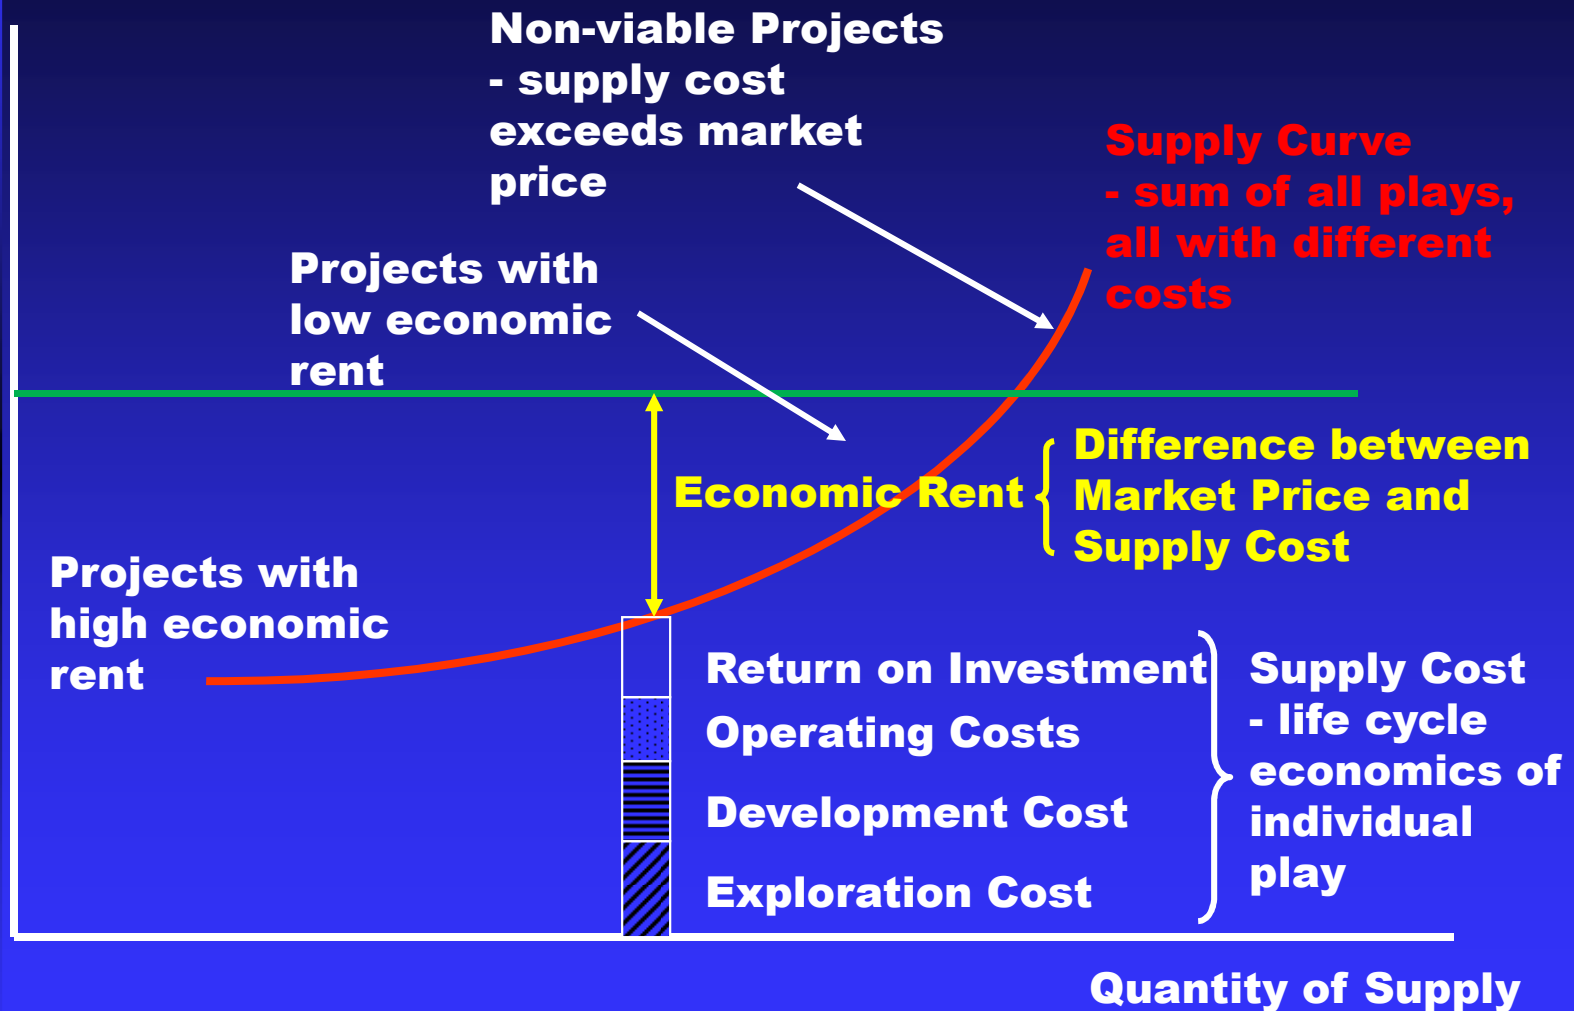 Non-viable Projects
- supply cost
exceeds market
price
Supply Curve
- sum of all plays,
all with different
costs
Projects with
low economic
rent
Economic Rent
Difference between
Market Price and
Supply Cost
Projects with
high economic
rent
Return on Investment
Operating Costs
Development Cost
Exploration Cost
Supply Cost
- life cycle
economics of
individual
play
Quantity of Supply